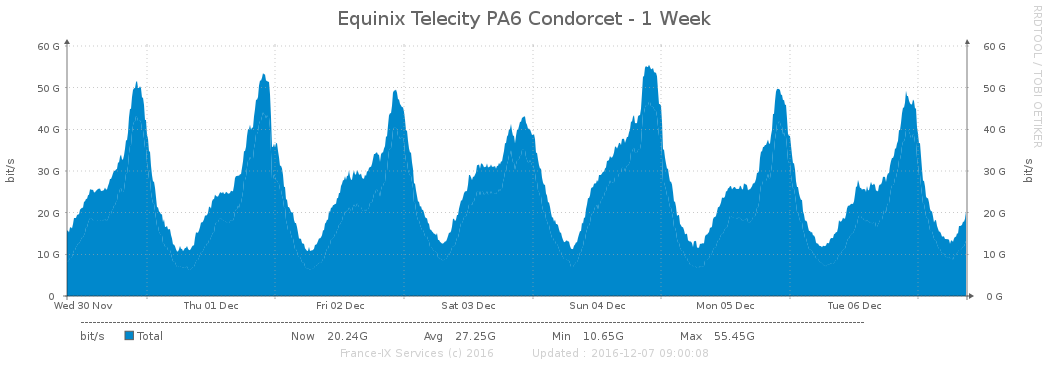 Equinix Telecity PA6 Condorcet - 1 Week
RRDTOOL / TOBI OETIKER
60 G 60 G
50 G 50 G
40 G 40 G
30 G 30 G
20 G 20 G
10 G 10 G
0 0 G
bit/s bit/s
Wed 30 Nov Thu 01 Dec Fri 02 Dec Sat 03 Dec Sun 04 Dec Mon 05 Dec Tue 06 Dec
bit/s Total Now 20.24G Avg 27.25G Min 10.65G Max 55.45G
France-IX Services (c) 2016 Updated : 2016-12-07 09:00:08